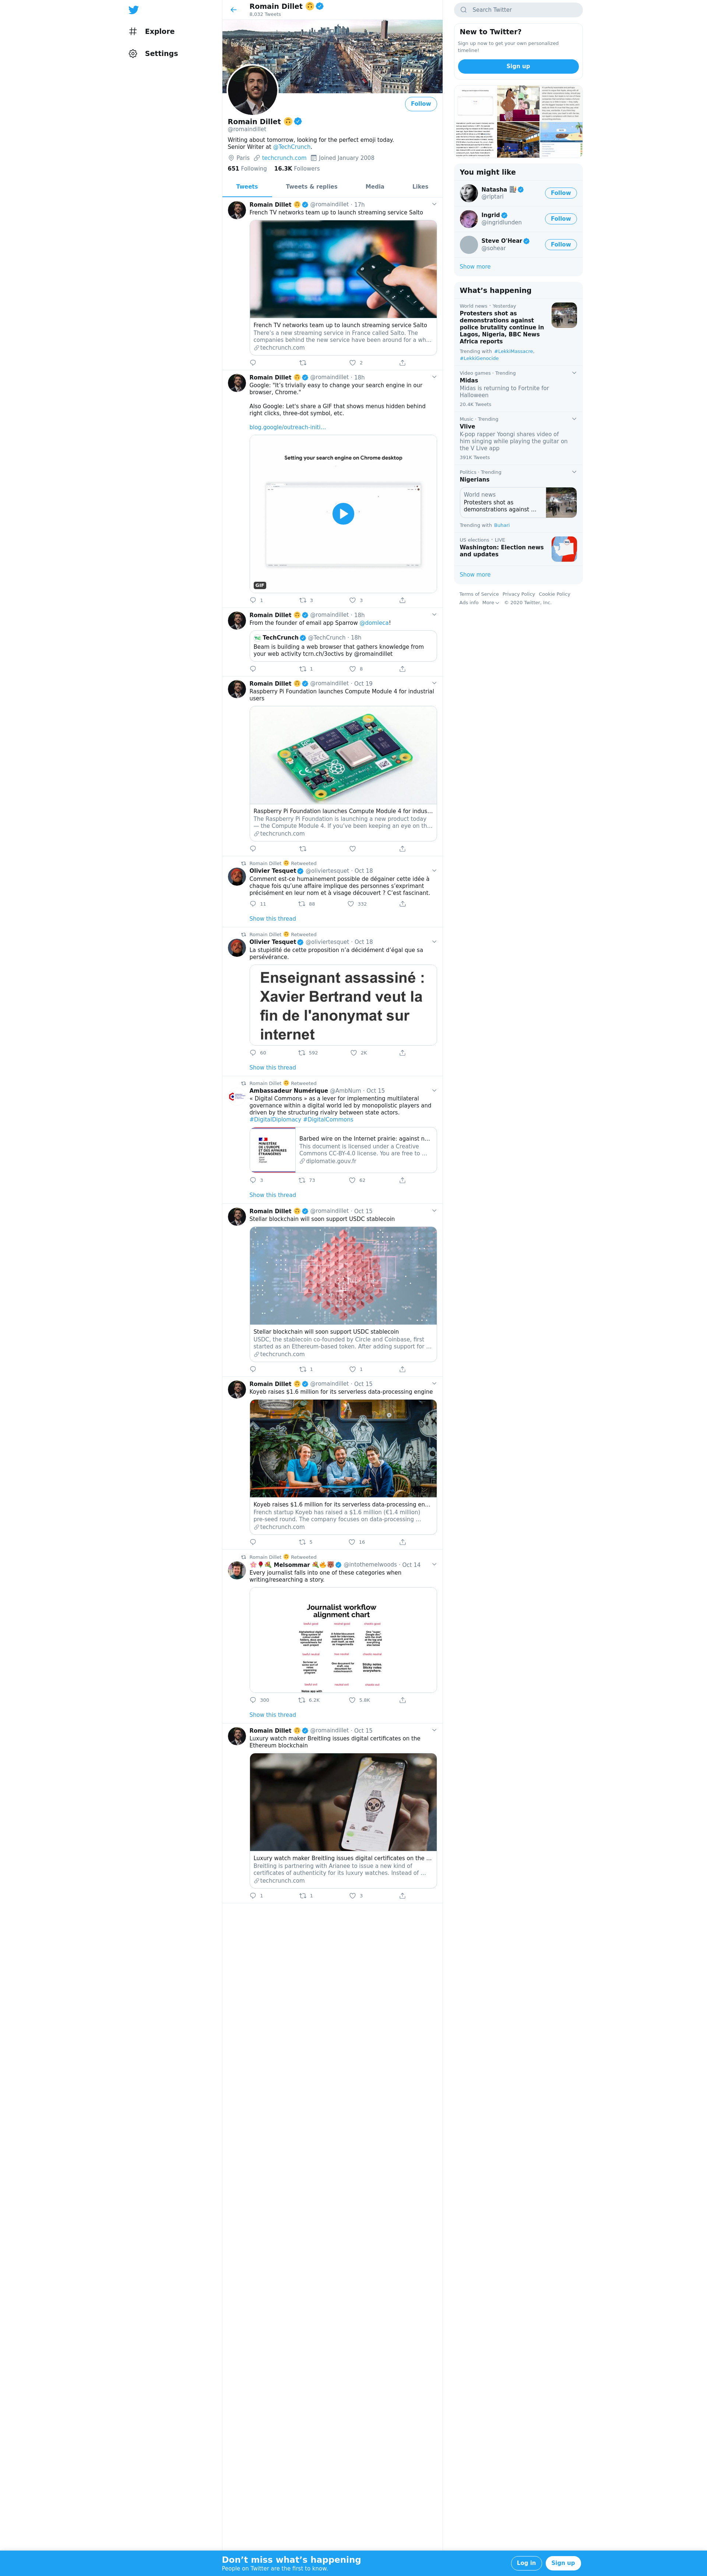 Explore
Settings
Romain Dillet 🙃
8,032 Tweets
Follow
Romain Dillet 🙃
@romaindillet
Writing about tomorrow, looking for the perfect emoji today.
Senior Writer at @TechCrunch.
Paris techcrunch.com Joined January 2008
651 Following 16.3K Followers
Tweets Tweets & replies Media Likes
Romain Dillet 🙃 @romaindillet · 17h
French TV networks team up to launch streaming service Salto
French TV networks team up to launch streaming service Salto
There's a new streaming service in France called Salto. The
companies behind the new service have been around for a wh...
techcrunch.com
2
Romain Dillet 🙃 @romaindillet · 18h
Google: "It's trivially easy to change your search engine in our
browser, Chrome."
Also Google: Let's share a GIF that shows menus hidden behind
right clicks, three-dot symbol, etc.
blog.google/outreach-initi...
Setting your search engine on Chrome desktop
GIF
1 3 3
Romain Dillet 🙃 @romaindillet · 18h
From the founder of email app Sparrow @domleca!
TechCrunch @TechCrunch · 18h
Beam is building a web browser that gathers knowledge from
your web activity tcrn.ch/3octivs by @romaindillet
1 8
Romain Dillet 🙃 @romaindillet · Oct 19
Raspberry Pi Foundation launches Compute Module 4 for industrial
users
Raspberry Pi Foundation launches Compute Module 4 for indus...
The Raspberry Pi Foundation is launching a new product today
— the Compute Module 4. If you've been keeping an eye on th...
techcrunch.com
Romain Dillet 🙃 Retweeted
Olivier Tesquet @oliviertesquet · Oct 18
Comment est-ce humainement possible de dégainer cette idée à
chaque fois qu'une affaire implique des personnes s'exprimant
précisément en leur nom et à visage découvert ? C'est fascinant.
11 88 332
Show this thread
Romain Dillet 🙃 Retweeted
Olivier Tesquet @oliviertesquet · Oct 18
La stupidité de cette proposition n'a décidément d'égal que sa
persévérance.
Enseignant assassiné :
Xavier Bertrand veut la
fin de l'anonymat sur
internet
60 592 2K
Show this thread
Romain Dillet 🙃 Retweeted
Ambassadeur Numérique @AmbNum · Oct 15
« Digital Commons » as a lever for implementing multilateral
governance within a digital world led by monopolistic players and
driven by the structuring rivalry between state actors.
#DigitalDiplomacy #DigitalCommons
MINISTÈRE
DE L'EUROPE
ET DES AFFAIRES
ÉTRANGÈRES
Barbed wire on the Internet prairie: against n...
This document is licensed under a Creative
Commons CC-BY-4.0 license. You are free to ...
diplomatie.gouv.fr
3 73 62
Show this thread
Romain Dillet 🙃 @romaindillet · Oct 15
Stellar blockchain will soon support USDC stablecoin
Stellar blockchain will soon support USDC stablecoin
USDC, the stablecoin co-founded by Circle and Coinbase, first
started as an Ethereum-based token. After adding support for ...
techcrunch.com
1 1
Romain Dillet 🙃 @romaindillet · Oct 15
Koyeb raises $1.6 million for its serverless data-processing engine
Koyeb raises $1.6 million for its serverless data-processing en...
French startup Koyeb has raised a $1.6 million (€1.4 million)
pre-seed round. The company focuses on data-processing ...
techcrunch.com
5 16
Romain Dillet 🙃 Retweeted
Melsommar @intothemelwoods · Oct 14
Every journalist falls into one of these categories when
writing/researching a story.
Journalist workflow
alignment chart
300 6.2K 5.8K
Show this thread
Romain Dillet 🙃 @romaindillet · Oct 15
Luxury watch maker Breitling issues digital certificates on the
Ethereum blockchain
Luxury watch maker Breitling issues digital certificates on the ...
Breitling is partnering with Arianee to issue a new kind of
certificates of authenticity for its luxury watches. Instead of ...
techcrunch.com
1 1 3
Search Twitter
New to Twitter?
Sign up now to get your own personalized
timeline!
Sign up
You might like
Natasha
@riptari
Follow
Ingrid
@ingridlunden
Follow
Steve O'Hear
@sohear
Follow
Show more
What's happening
World news · Yesterday
Protesters shot as
demonstrations against
police brutality continue in
Lagos, Nigeria, BBC News
Africa reports
Trending with #LekkiMassacre,
#LekkiGenocide
Video games · Trending
Midas
Midas is returning to Fortnite for
Halloween
20.4K Tweets
Music · Trending
Vlive
K-pop rapper Yoongi shares video of
him singing while playing the guitar on
the V Live app
391K Tweets
Politics · Trending
Nigerians
World news
Protesters shot as
demonstrations against ...
Trending with Buhari
US elections · LIVE
Washington: Election news
and updates
Show more
Terms of Service Privacy Policy Cookie Policy
Ads info More © 2020 Twitter, Inc.
Don't miss what's happening
People on Twitter are the first to know.
Log in Sign up